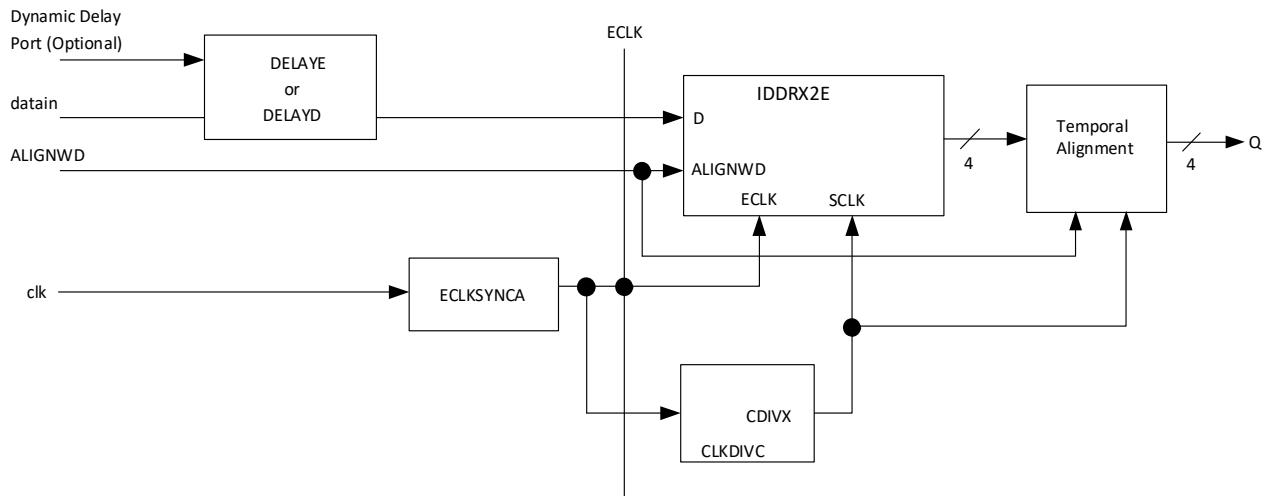 Dynamic Delay
Port (Optional)
DELAYE
or
DELAYD
datain
ALIGNWD
ECLK
IDDRX2E
D
ALIGNWD
ECLK
SCLK
4
Temporal
Alignment
4
Q
clk
ECLKSYNCA
CDIVX
CLKDIVC